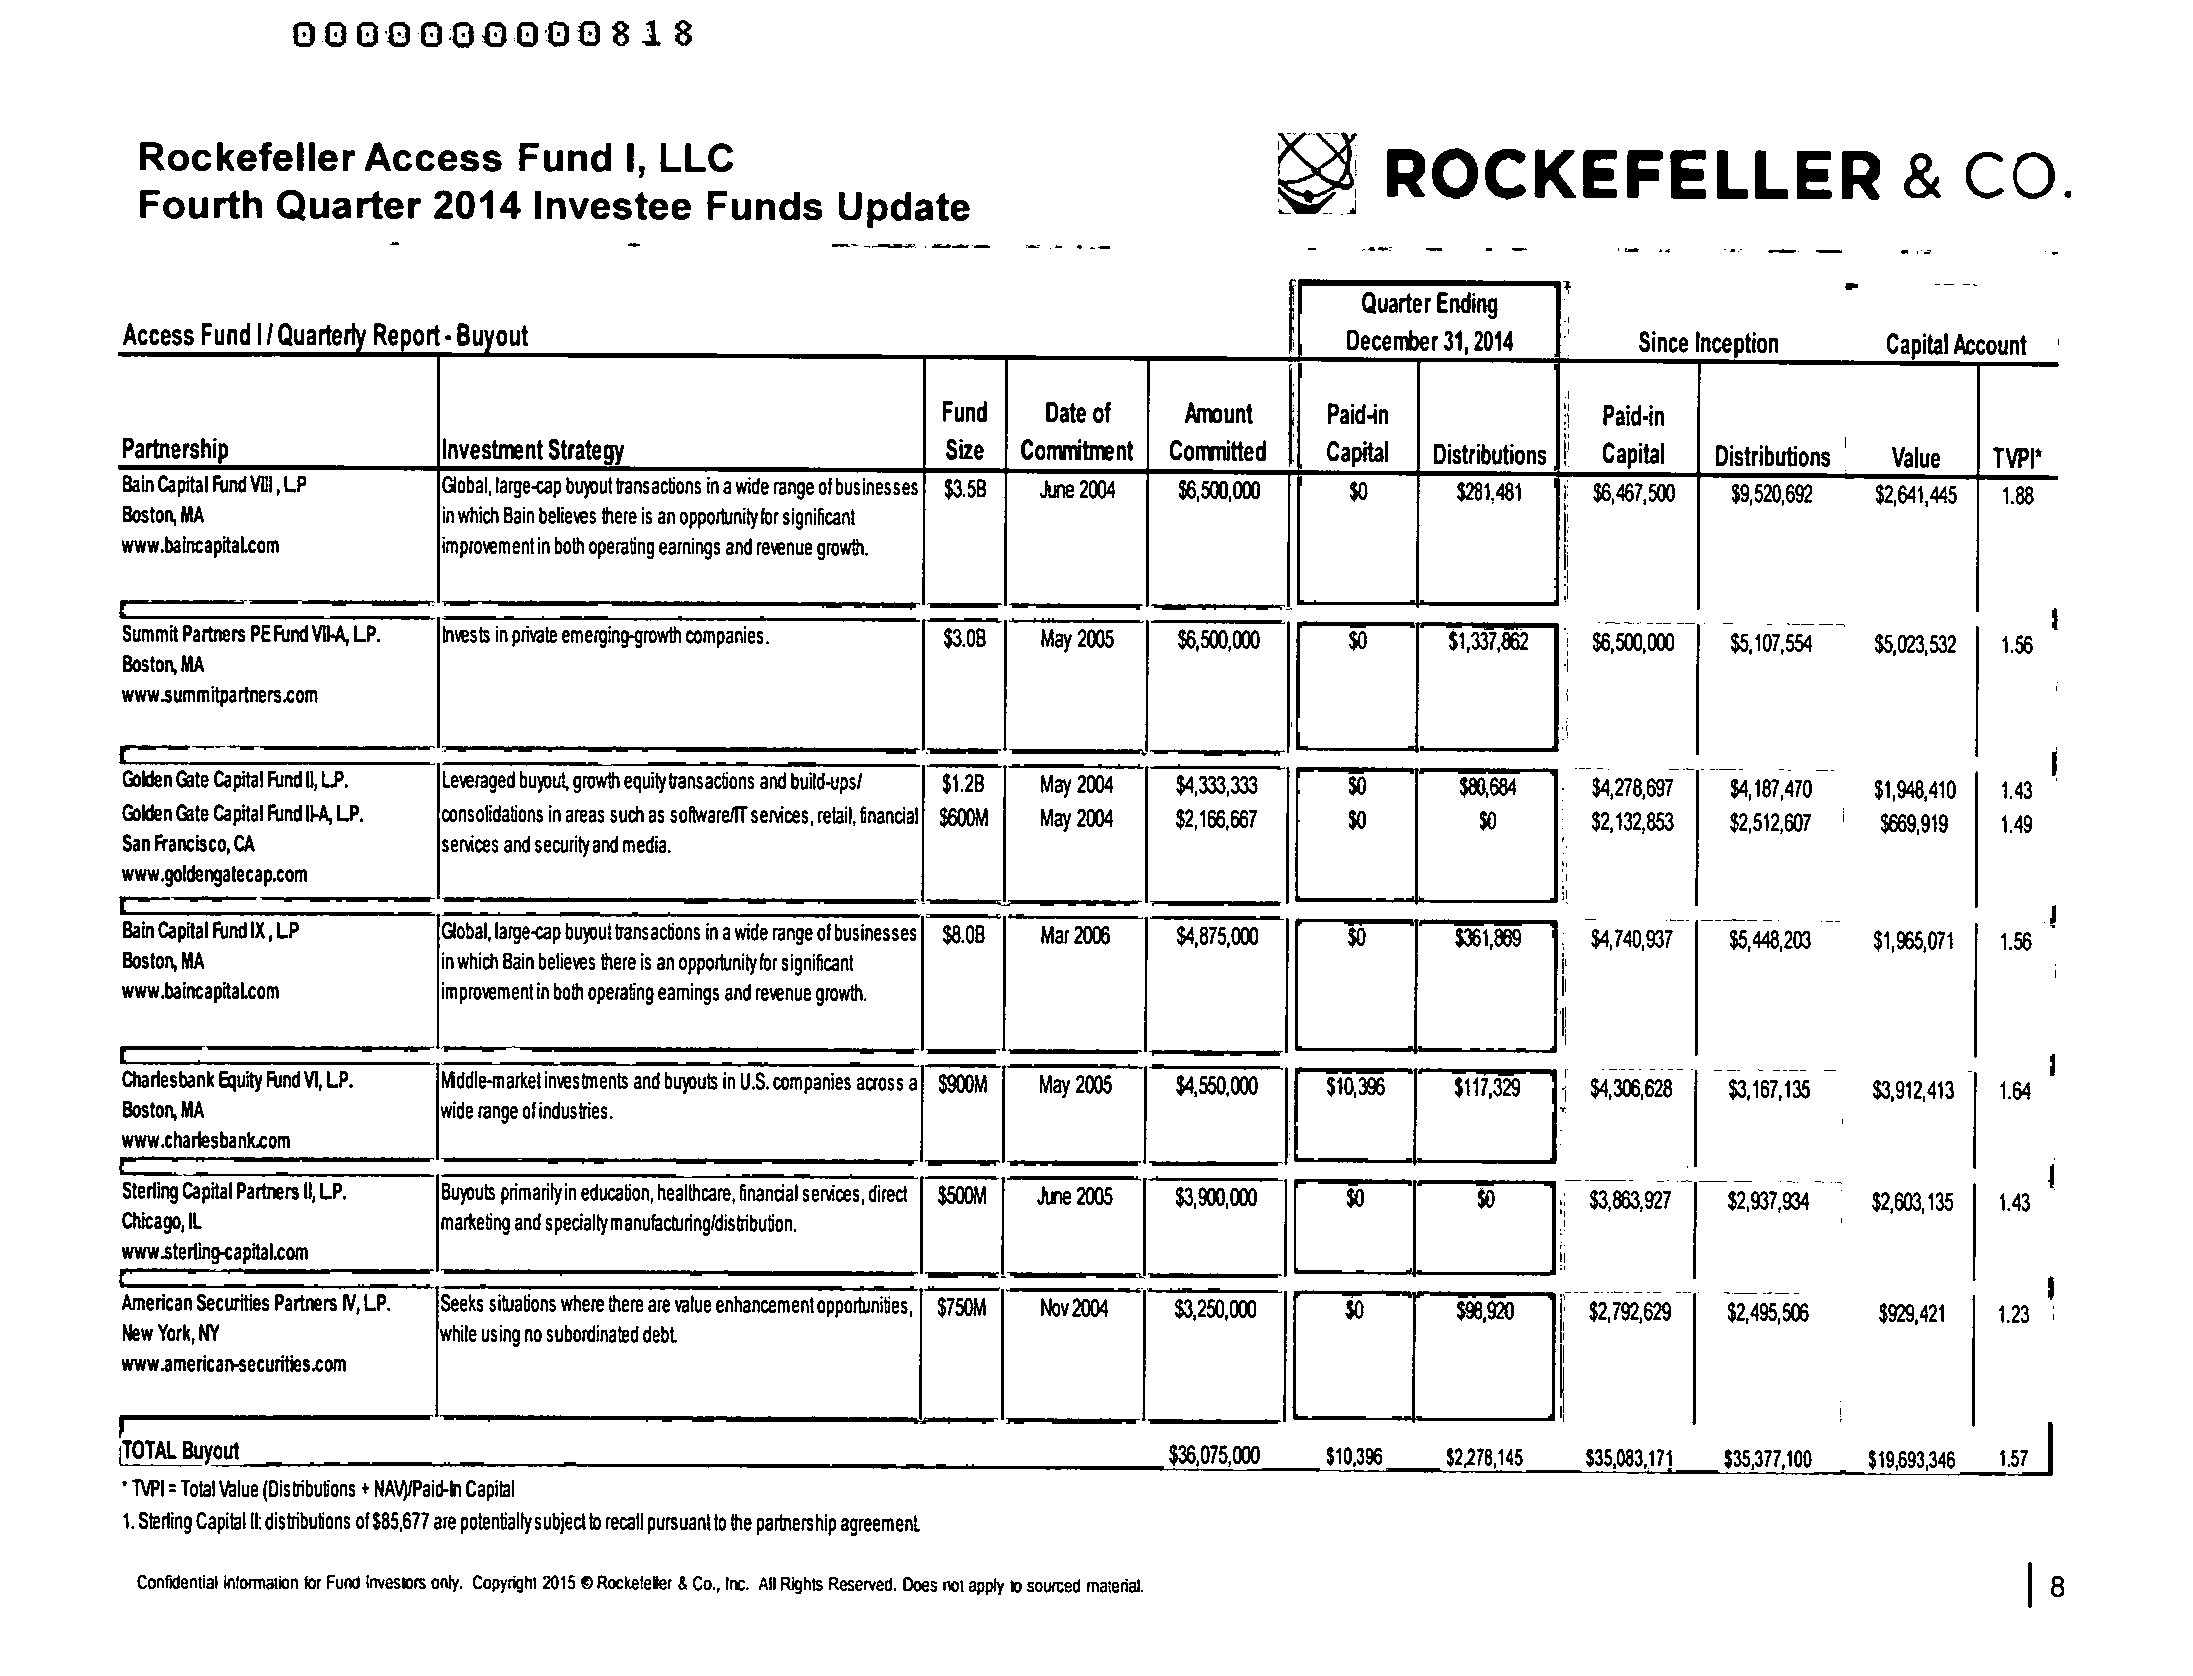 0000000000818
Rockefeller Access Fund I, LLC
Fourth Quarter 2014 Investee Funds Update
ROCKEFELLER & CO.
Quarter Ending
December 31, 2014
Access Fund I / Quarterly Report - Buyout
Since Inception Capital Account
Fund Date of Amount Paid-in Paid-in
Partnership Investment Strategy Size Commitment Committed Capital Distributions Capital Distributions Value TVPI*
Bain Capital Fund VIII , L.P Global, large-cap buyout transactions in a wide range of businesses $3.5B June 2004 $6,500,000 $0 $281,481 $6,467,500 $9,520,692 $2,641,445 1.88
Boston, MA in which Bain believes there is an opportunity for significant
www.baincapital.com improvement in both operating earnings and revenue growth.
Summit Partners PE Fund VII-A, L.P. Invests in private emerging-growth companies. $3.0B May 2005 $6,500,000 $0 $1,337,862 $6,500,000 $5,107,554 $5,023,532 1.56
Boston, MA
www.summitpartners.com
Golden Gate Capital Fund II, L.P. Leveraged buyout, growth equity transactions and build-ups/ $1.2B May 2004 $4,333,333 $0 $80,684 $4,278,697 $4,187,470 $1,948,410 1.43
Golden Gate Capital Fund II-A, L.P. consolidations in areas such as software/IT services, retail, financial $600M May 2004 $2,166,667 $0 $0 $2,132,853 $2,512,607 $669,919 1.49
San Francisco, CA services and security and media.
www.goldengatecap.com
Bain Capital Fund IX , L.P Global, large-cap buyout transactions in a wide range of businesses $8.0B Mar 2006 $4,875,000 $0 $361,869 $4,740,937 $5,448,203 $1,965,071 1.56
Boston, MA in which Bain believes there is an opportunity for significant
www.baincapital.com improvement in both operating earnings and revenue growth.
Charlesbank Equity Fund VI, L.P. Middle-market investments and buyouts in U.S. companies across a $900M May 2005 $4,550,000 $10,396 $117,329 $4,306,628 $3,167,135 $3,912,413 1.64
Boston, MA wide range of industries.
www.charlesbank.com
Sterling Capital Partners II, L.P. Buyouts primarily in education, healthcare, financial services, direct $500M June 2005 $3,900,000 $0 $0 $3,863,927 $2,937,934 $2,603,135 1.43
Chicago, IL marketing and specialty manufacturing/distribution.
www.sterling-capital.com
American Securities Partners IV, L.P. Seeks situations where there are value enhancement opportunities, $750M Nov 2004 $3,250,000 $0 $98,920 $2,792,629 $2,495,506 $929,421 1.23
New York, NY while using no subordinated debt.
www.american-securities.com
TOTAL Buyout $36,075,000 $10,396 $2,278,145 $35,083,171 $35,377,100 $19,693,346 1.57
* TVPI = Total Value (Distributions + NAV)/Paid-In Capital
1. Sterling Capital II: distributions of $85,677 are potentially subject to recall pursuant to the partnership agreement.
Confidential information for Fund investors only. Copyright 2015 © Rockefeller & Co., Inc. All Rights Reserved. Does not apply to sourced material.
8